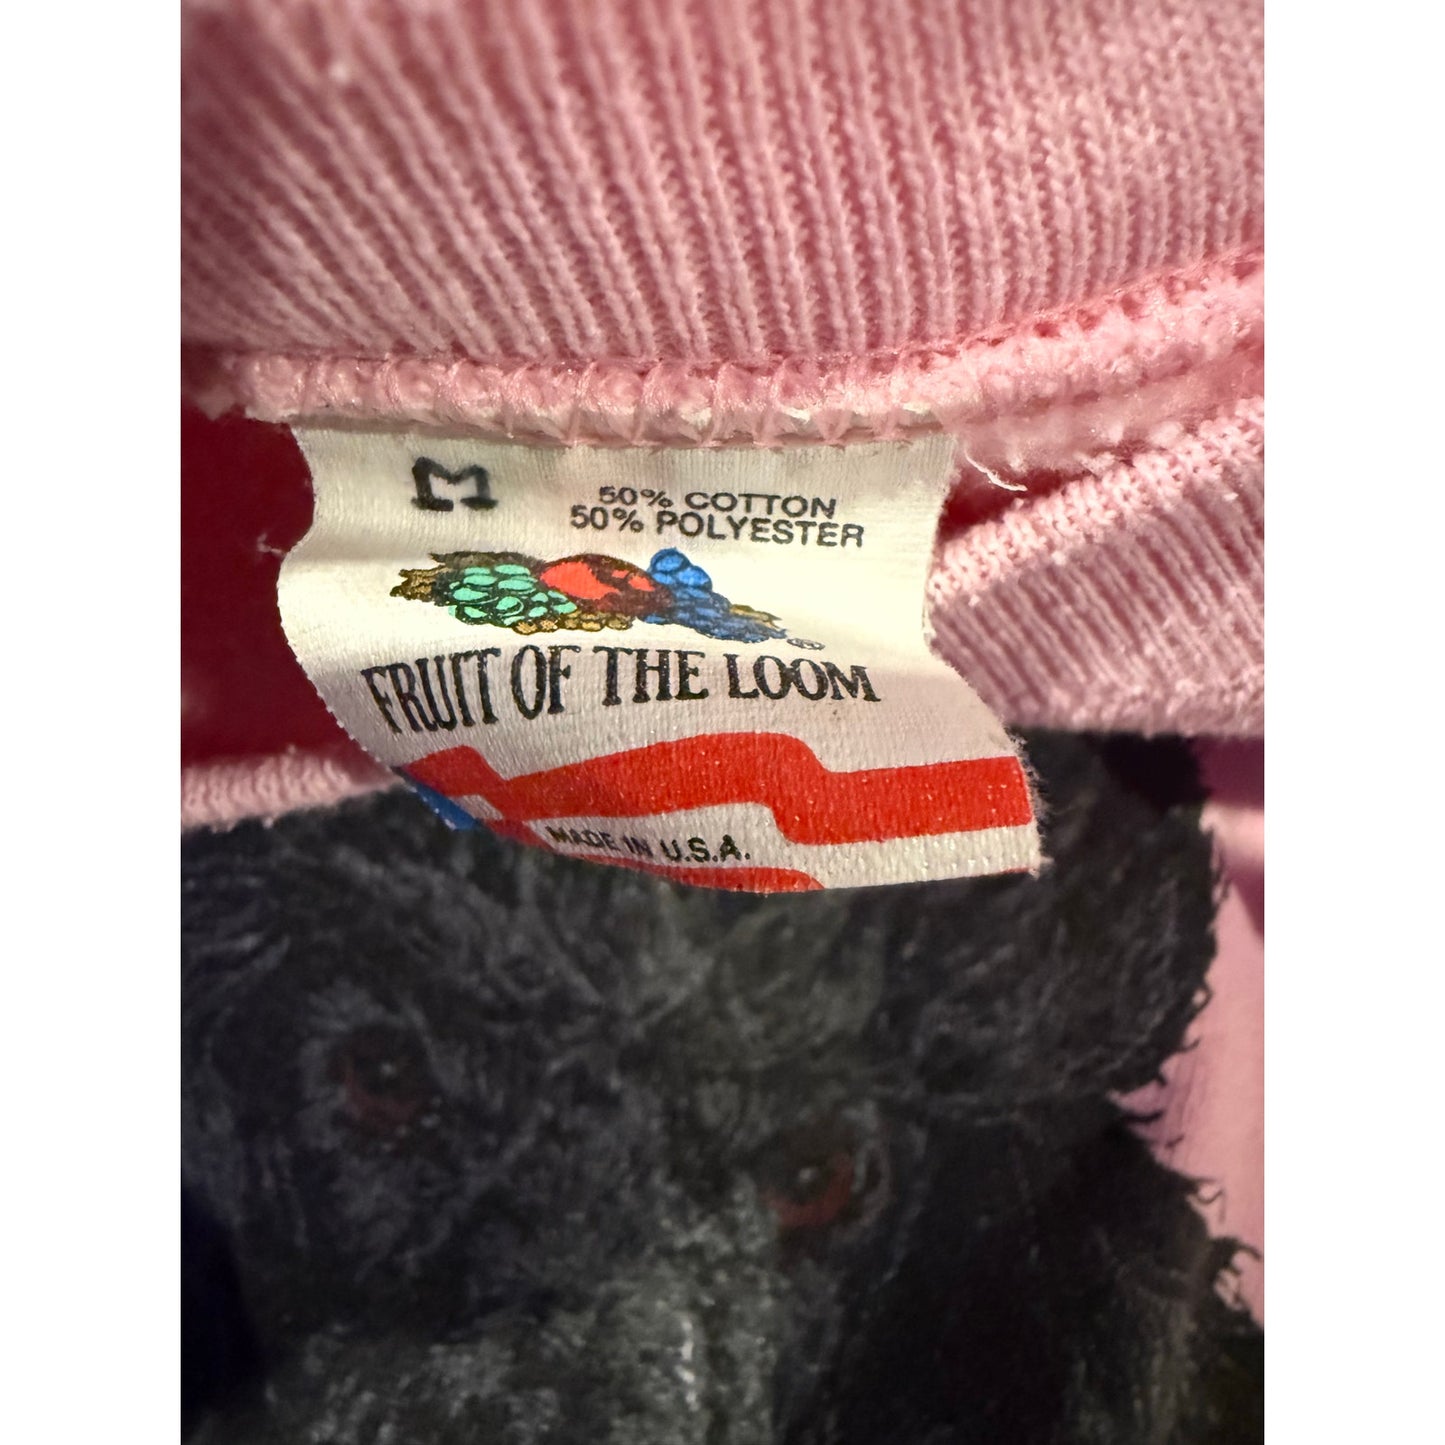 M
50% COTTON
50% POLYESTER
®
FRUIT OF THE LOOM
MADE IN U.S.A.